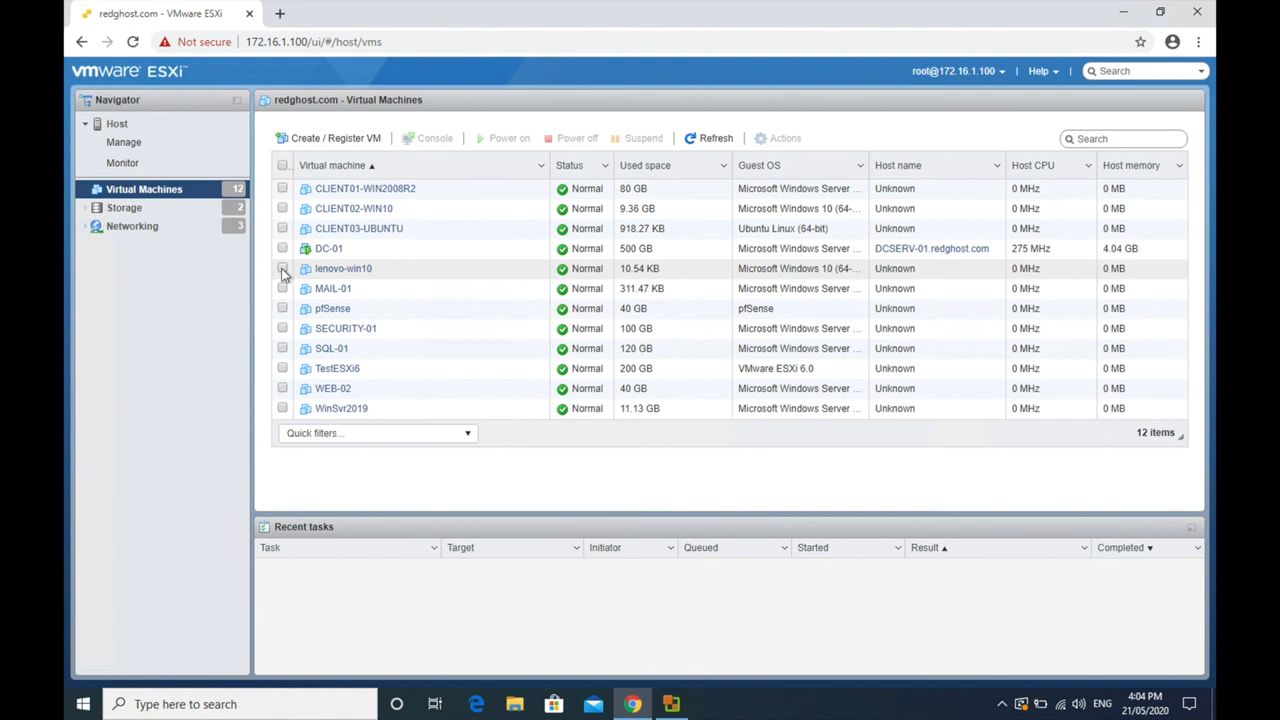 redghost.com - VMware ESXi
Not secure 172.16.1.100/ui/#/host/vms
vmware ESXi™ root@172.16.1.100 Help Search
Navigator
Host
Manage
Monitor
Virtual Machines 12
Storage 2
Networking 3
redghost.com - Virtual Machines
Create / Register VM Console Power on Power off Suspend Refresh Actions Search
Virtual machine Status Used space Guest OS Host name Host CPU Host memory
CLIENT01-WIN2008R2 Normal 80 GB Microsoft Windows Server ... Unknown 0 MHz 0 MB
CLIENT02-WIN10 Normal 9.36 GB Microsoft Windows 10 (64-... Unknown 0 MHz 0 MB
CLIENT03-UBUNTU Normal 918.27 KB Ubuntu Linux (64-bit) Unknown 0 MHz 0 MB
DC-01 Normal 500 GB Microsoft Windows Server ... DCSERV-01.redghost.com 275 MHz 4.04 GB
lenovo-win10 Normal 10.54 KB Microsoft Windows 10 (64-... Unknown 0 MHz 0 MB
MAIL-01 Normal 311.47 KB Microsoft Windows Server ... Unknown 0 MHz 0 MB
pfSense Normal 40 GB pfSense Unknown 0 MHz 0 MB
SECURITY-01 Normal 100 GB Microsoft Windows Server ... Unknown 0 MHz 0 MB
SQL-01 Normal 120 GB Microsoft Windows Server ... Unknown 0 MHz 0 MB
TestESXi6 Normal 200 GB VMware ESXi 6.0 Unknown 0 MHz 0 MB
WEB-02 Normal 40 GB Microsoft Windows Server ... Unknown 0 MHz 0 MB
WinSvr2019 Normal 11.13 GB Microsoft Windows Server ... Unknown 0 MHz 0 MB
Quick filters... 12 items
Recent tasks
Task Target Initiator Queued Started Result Completed
Type here to search ENG 4:04 PM
21/05/2020